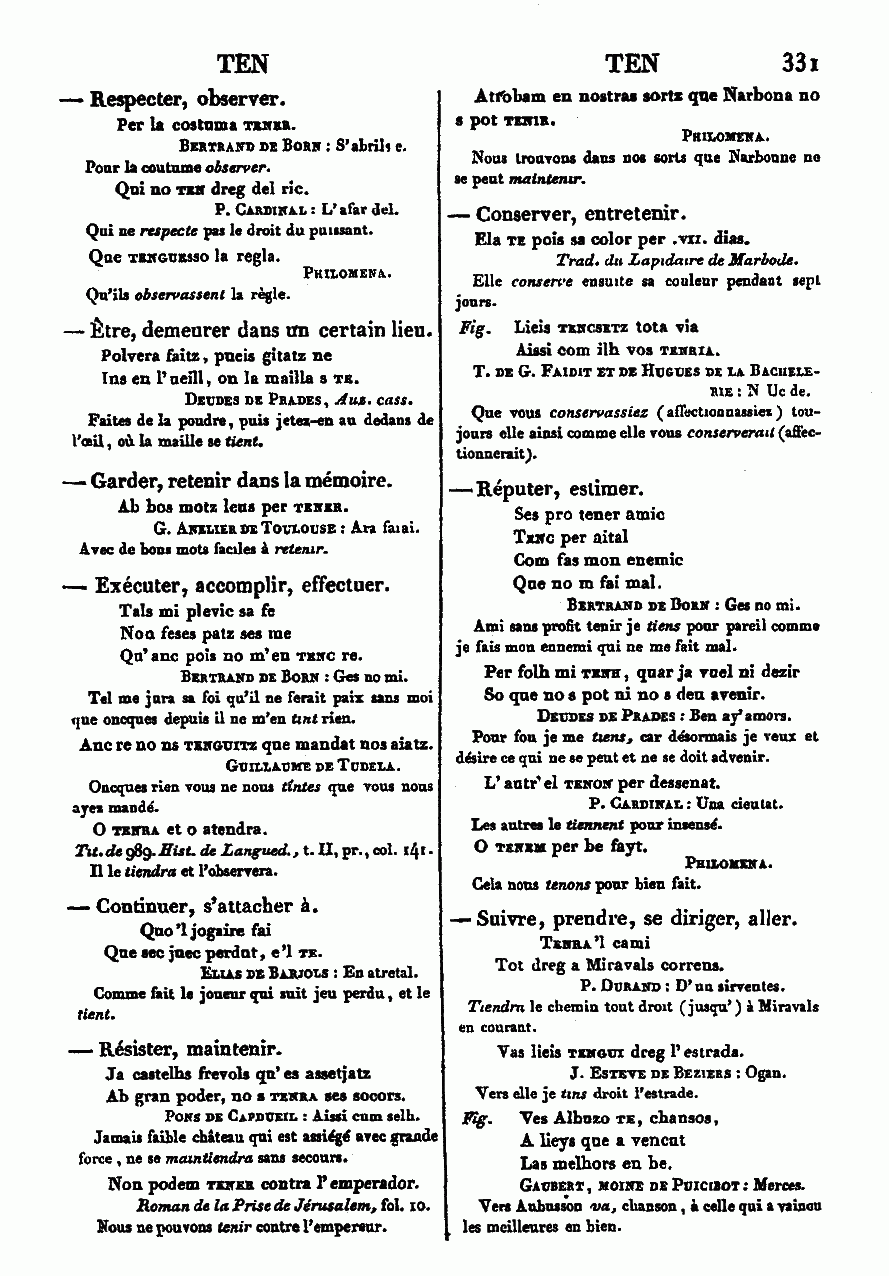 TEN
TEN 331
— Respecter, observer.
Per la costuma TENER.
BERTRAND DE BORN : S'abrils e.
Pour la coutume observer.
Qui no TEN dreg del ric.
P. CARDINAL : L'afar del.
Qui ne respecte pas le droit du puissant.
Que TENGUESSO la regla.
PHILOMENA.
Qu'ils observassent la règle.
— Être, demeurer dans un certain lieu.
Polvera faitz, pueis gitatz ne
Ins en l'ueill, on la mailla s TE.
DEUDES DE PRADES, Auz. cass.
Faites de la poudre, puis jetez-en au dedans de
l'œil, où la maille se tient.
— Garder, retenir dans la mémoire.
Ab bos motz leus per TENER.
G. ANELIER DE TOULOUSE : Ara farai.
Avec de bons mots faciles à retenir.
— Exécuter, accomplir, effectuer.
Tals mi plevic sa fe
Non feses patz ses me
Qu'anc pois no m'en TENC re.
BERTRAND DE BORN : Ges no mi.
Tel me jura sa foi qu'il ne ferait paix sans moi
que oncques depuis il ne m'en tint rien.
Anc re no ns TENGUITZ que mandat nos aiatz.
GUILLAUME DE TUDELA.
Oncques rien vous ne nous tîntes que vous nous
ayez mandé.
O TENRA et o atendra.
Tit. de 989. Hist. de Langued., t. II, pr., col. 141.
Il le tiendra et l'observera.
— Continuer, s'attacher à.
Quo'l jogaire fai
Que sec juec perdut, e'l TE.
ELIAS DE BARJOLS : En atretal.
Comme fait le joueur qui suit jeu perdu, et le
tient.
— Résister, maintenir.
Ja castelhs frevols qu'es assetjatz
Ab gran poder, no s TENRA ses socors.
PONS DE CAPDUEIL : Aissi cum selh.
Jamais faible château qui est assiégé avec grande
force, ne se maintiendra sans secours.
Non podem TENER contra l'emperador.
Roman de la Prise de Jérusalem, fol. 10.
Nous ne pouvons tenir contre l'empereur.
Atrobam en nostras sortz que Narbona no
s pot TENIR.
PHILOMENA.
Nous trouvons dans nos sorts que Narbonne ne
se peut maintenir.
— Conserver, entretenir.
Ela TE pois sa color per .VII. dias.
Trad. du Lapidaire de Marbode.
Elle conserve ensuite sa couleur pendant sept
jours.
Fig. Lieis TENCSETZ tota via
Aissi com ilh vos TENRIA.
T. DE G. FAIDIT ET DE HUGUES DE LA BACHELE-
RIE : N Uc de.
Que vous conservassiez (affectionnassiez) tou-
jours elle ainsi comme elle vous conserverait (affec-
tionnerait).
— Réputer, estimer.
Ses pro tener amic
TENC per aital
Com fas mon enemic
Que no m fai mal.
BERTRAND DE BORN : Ges no mi.
Ami sans profit tenir je tiens pour pareil comme
je fais mon ennemi qui ne me fait mal.
Per folh mi TENH, quar ja vuel ni dezir
So que no s pot ni no s deu avenir.
DEUDES DE PRADES : Ben ay'amors.
Pour fou je me tiens, car désormais je veux et
désire ce qui ne se peut et ne se doit advenir.
L'autr'el TENON per dessenat.
P. CARDINAL : Una cieutat.
Les autres le tiennent pour insensé.
O TENEM per be fayt.
PHILOMENA.
Cela nous tenons pour bien fait.
— Suivre, prendre, se diriger, aller.
TENRA'l cami
Tot dreg a Miravals correns.
P. DURAND : D'un sirventes.
Tiendra le chemin tout droit (jusqu') à Miravals
en courant.
Vas lieis TENGUI dreg l'estrada.
J. ESTEVE DE BEZIERS : Ogan.
Vers elle je tins droit l'estrade.
Fig. Ves Albuzo TE, chansos,
A lieys que a vencut
Las melhors en be.
GAUBERT, MOINE DE PUICIBOT : Merces.
Vers Aubusson va, chanson, à celle qui a vaincu
les meilleures en bien.